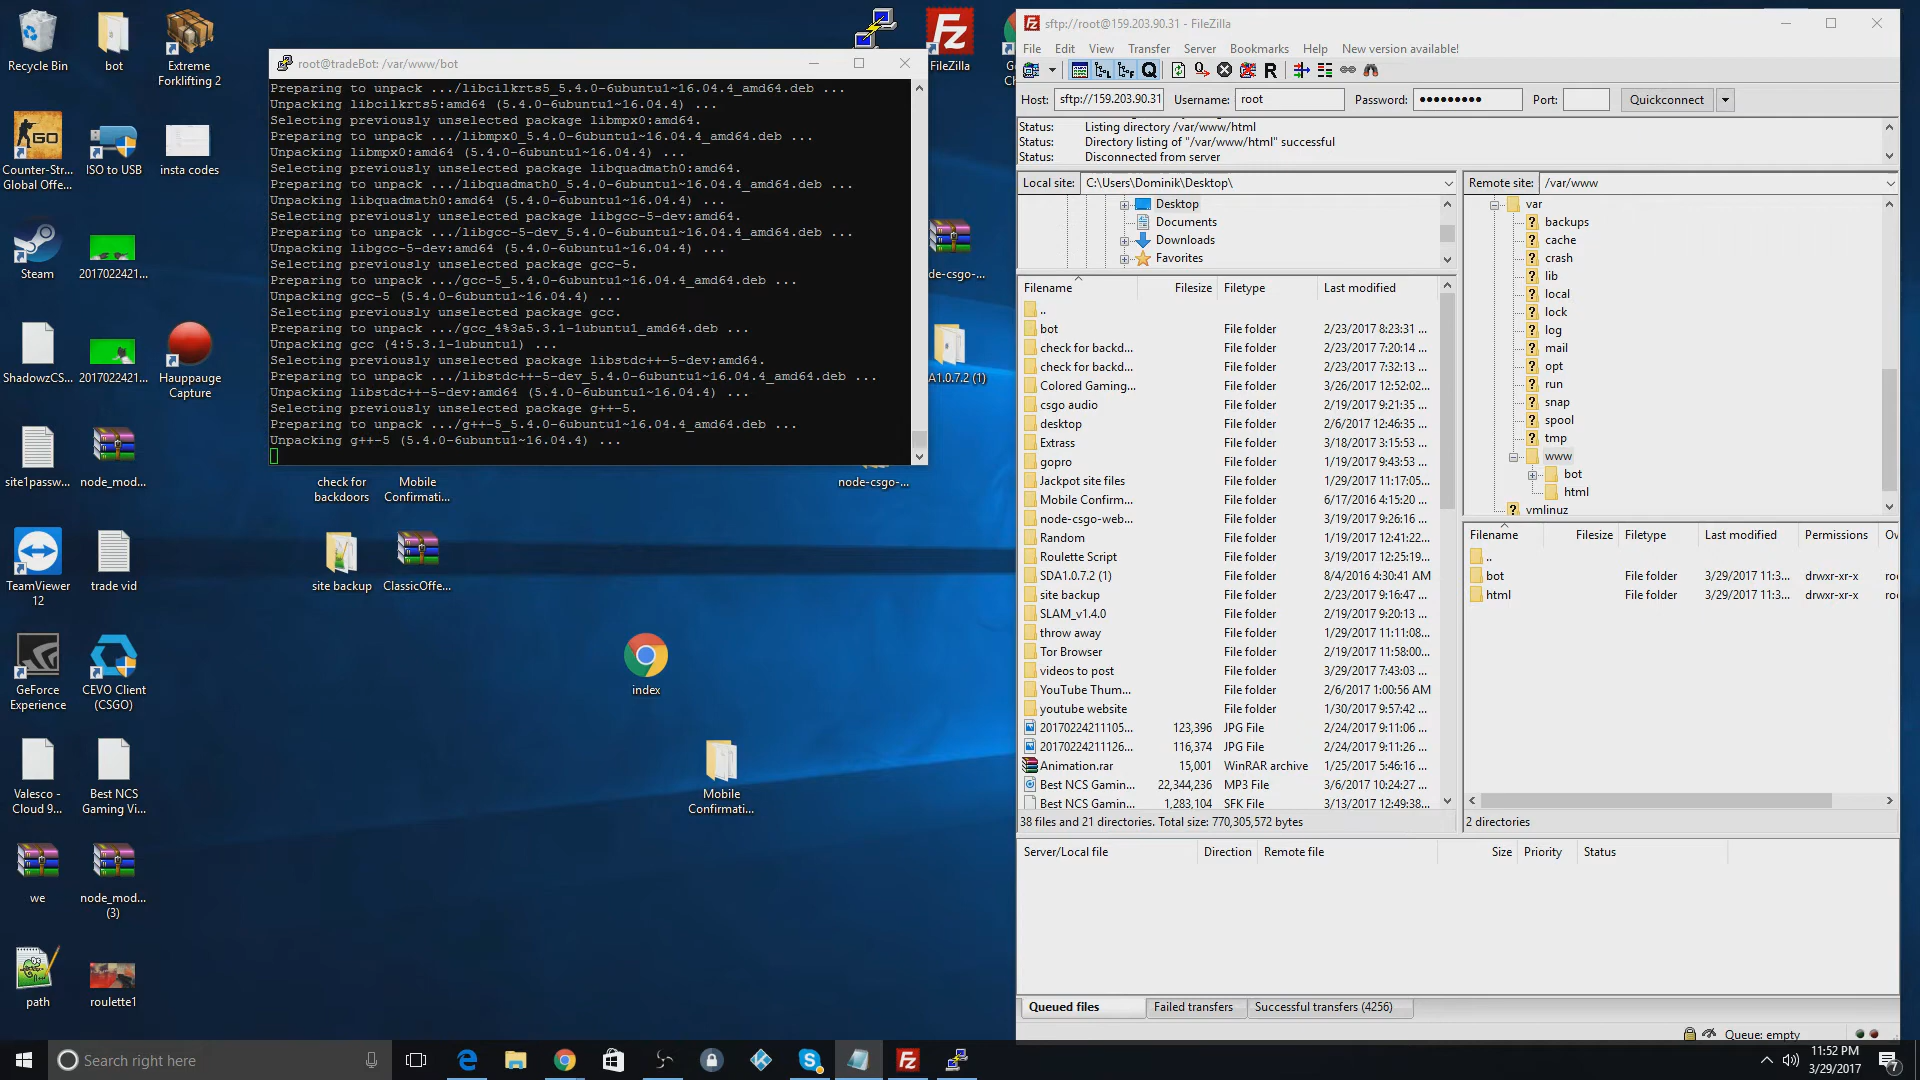 Recycle Bin
bot
Extreme
Forklifting 2
Counter-Str...
Global Offe...
ISO to USB
insta codes
Steam
2017022421...
ShadowzCS...
2017022421...
Hauppauge
Capture
site1passw...
node_mod...
check for
backdoors
Mobile
Confirmati...
node-csgo-...
TeamViewer
12
trade vid
site backup
ClassicOffe...
GeForce
Experience
CEVO Client
(CSGO)
index
Valesco -
Cloud 9...
Best NCS
Gaming Vi...
Mobile
Confirmati...
we
node_mod...
(3)
path
roulette1
FileZilla
de-csgo-...
A1.0.7.2 (1)
root@tradeBot: /var/www/bot
Preparing to unpack .../libcilkrts5_5.4.0-6ubuntu1~16.04.4_amd64.deb ...
Unpacking libcilkrts5:amd64 (5.4.0-6ubuntu1~16.04.4) ...
Selecting previously unselected package libmpx0:amd64.
Preparing to unpack .../libmpx0_5.4.0-6ubuntu1~16.04.4_amd64.deb ...
Unpacking libmpx0:amd64 (5.4.0-6ubuntu1~16.04.4) ...
Selecting previously unselected package libquadmath0:amd64.
Preparing to unpack .../libquadmath0_5.4.0-6ubuntu1~16.04.4_amd64.deb ...
Unpacking libquadmath0:amd64 (5.4.0-6ubuntu1~16.04.4) ...
Selecting previously unselected package libgcc-5-dev:amd64.
Preparing to unpack .../libgcc-5-dev_5.4.0-6ubuntu1~16.04.4_amd64.deb ...
Unpacking libgcc-5-dev:amd64 (5.4.0-6ubuntu1~16.04.4) ...
Selecting previously unselected package gcc-5.
Preparing to unpack .../gcc-5_5.4.0-6ubuntu1~16.04.4_amd64.deb ...
Unpacking gcc-5 (5.4.0-6ubuntu1~16.04.4) ...
Selecting previously unselected package gcc.
Preparing to unpack .../gcc_4%3a5.3.1-1ubuntu1_amd64.deb ...
Unpacking gcc (4:5.3.1-1ubuntu1) ...
Selecting previously unselected package libstdc++-5-dev:amd64.
Preparing to unpack .../libstdc++-5-dev_5.4.0-6ubuntu1~16.04.4_amd64.deb ...
Unpacking libstdc++-5-dev:amd64 (5.4.0-6ubuntu1~16.04.4) ...
Selecting previously unselected package g++-5.
Preparing to unpack .../g++-5_5.4.0-6ubuntu1~16.04.4_amd64.deb ...
Unpacking g++-5 (5.4.0-6ubuntu1~16.04.4) ...
sftp://root@159.203.90.31 - FileZilla
File Edit View Transfer Server Bookmarks Help New version available!
Host: sftp://159.203.90.31 Username: root Password: ●●●●●●●●● Port: Quickconnect
Status: Listing directory /var/www/html
Status: Directory listing of "/var/www/html" successful
Status: Disconnected from server
Local site: C:\Users\Dominik\Desktop\
Desktop
Documents
Downloads
Favorites
Filename Filesize Filetype Last modified
..
bot File folder 2/23/2017 8:23:31 ...
check for backd... File folder 2/23/2017 7:20:14 ...
check for backd... File folder 2/23/2017 7:32:13 ...
Colored Gaming... File folder 3/26/2017 12:52:02...
csgo audio File folder 2/19/2017 9:21:35 ...
desktop File folder 2/6/2017 12:46:35 ...
Extrass File folder 3/18/2017 3:15:53 ...
gopro File folder 1/19/2017 9:43:53 ...
Jackpot site files File folder 1/29/2017 11:17:05...
Mobile Confirm... File folder 6/17/2016 4:15:20 ...
node-csgo-web... File folder 3/19/2017 9:26:16 ...
Random File folder 1/19/2017 12:41:22...
Roulette Script File folder 3/19/2017 12:25:19...
SDA1.0.7.2 (1) File folder 8/4/2016 4:30:41 AM
site backup File folder 2/23/2017 9:16:47 ...
SLAM_v1.4.0 File folder 2/19/2017 9:20:13 ...
throw away File folder 1/29/2017 11:11:08...
Tor Browser File folder 2/19/2017 11:58:00...
videos to post File folder 3/29/2017 7:43:03 ...
YouTube Thum... File folder 2/6/2017 1:00:56 AM
youtube website File folder 1/30/2017 9:57:42 ...
20170224211105... 123,396 JPG File 2/24/2017 9:11:06 ...
20170224211126... 116,374 JPG File 2/24/2017 9:11:26 ...
Animation.rar 15,001 WinRAR archive 1/25/2017 5:46:16 ...
Best NCS Gamin... 22,344,236 MP3 File 3/6/2017 10:24:27 ...
Best NCS Gamin... 1,283,104 SFK File 3/13/2017 12:49:38...
38 files and 21 directories. Total size: 770,305,572 bytes
Remote site: /var/www
var
backups
cache
crash
lib
local
lock
log
mail
opt
run
snap
spool
tmp
www
bot
html
vmlinuz
Filename Filesize Filetype Last modified Permissions Ov
..
bot File folder 3/29/2017 11:3... drwxr-xr-x roo
html File folder 3/29/2017 11:3... drwxr-xr-x roo
2 directories
Server/Local file Direction Remote file Size Priority Status
Queued files Failed transfers Successful transfers (4256)
Queue: empty
Search right here
11:52 PM
3/29/2017
7